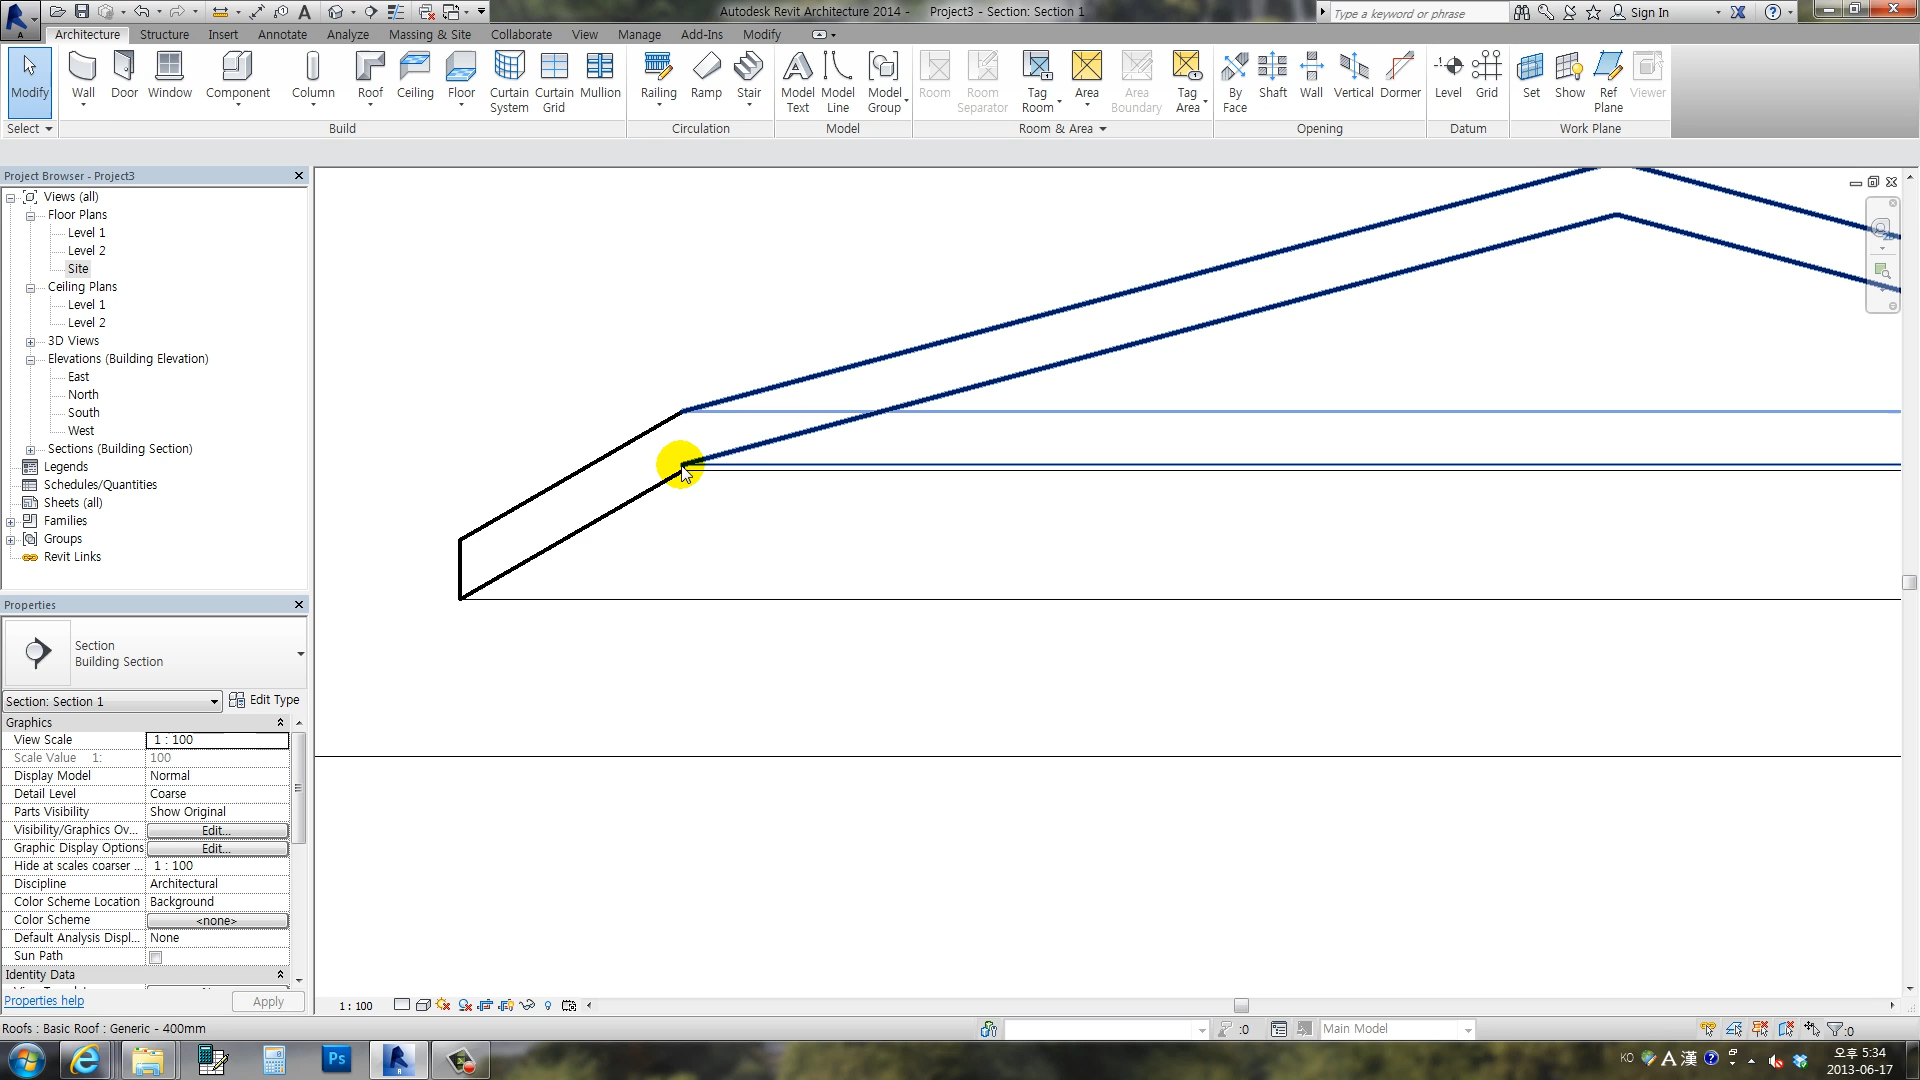 Autodesk Revit Architecture 2014 - Project3 - Section: Section 1
Type a keyword or phrase
Sign In
Architecture Structure Insert Annotate Analyze Massing & Site Collaborate View Manage Add-Ins Modify
Modify Wall Door Window Component Column Roof Ceiling Floor Curtain System Curtain Grid Mullion Railing Ramp Stair Model Text Model Line Model Group Room Room Separator Tag Room Area Area Boundary Tag Area By Face Shaft Wall Vertical Dormer Level Grid Set Show Ref Plane Viewer
Select Build Circulation Model Room & Area Opening Datum Work Plane
Project Browser - Project3
Views (all)
Floor Plans
Level 1
Level 2
Site
Ceiling Plans
Level 1
Level 2
3D Views
Elevations (Building Elevation)
East
North
South
West
Sections (Building Section)
Legends
Schedules/Quantities
Sheets (all)
Families
Groups
Revit Links
Properties
Section
Building Section
Section: Section 1 Edit Type
Graphics
View Scale 1 : 100
Scale Value 1: 100
Display Model Normal
Detail Level Coarse
Parts Visibility Show Original
Visibility/Graphics Ov... Edit...
Graphic Display Options Edit...
Hide at scales coarser ... 1 : 100
Discipline Architectural
Color Scheme Location Background
Color Scheme <none>
Default Analysis Displ... None
Sun Path
Identity Data
Properties help Apply
1 : 100
Roofs : Basic Roof : Generic - 400mm
:0
Main Model
:0
Ps
KO A 漢
오후 5:34
2013-06-17